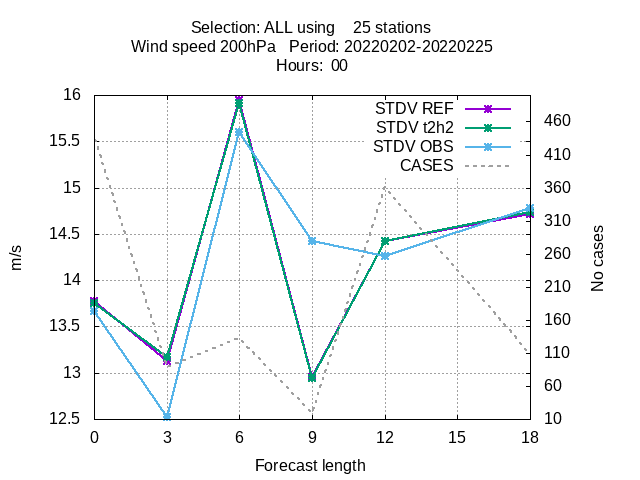 Selection: ALL using    25 stations
Wind speed 200hPa   Period: 20220202-20220225
Hours:  00
STDV REF
STDV t2h2
STDV OBS
CASES
16
15.5
15
14.5
14
13.5
13
12.5
m/s
460
410
360
310
260
210
160
110
60
10
No cases
0 3 6 9 12 15 18
Forecast length